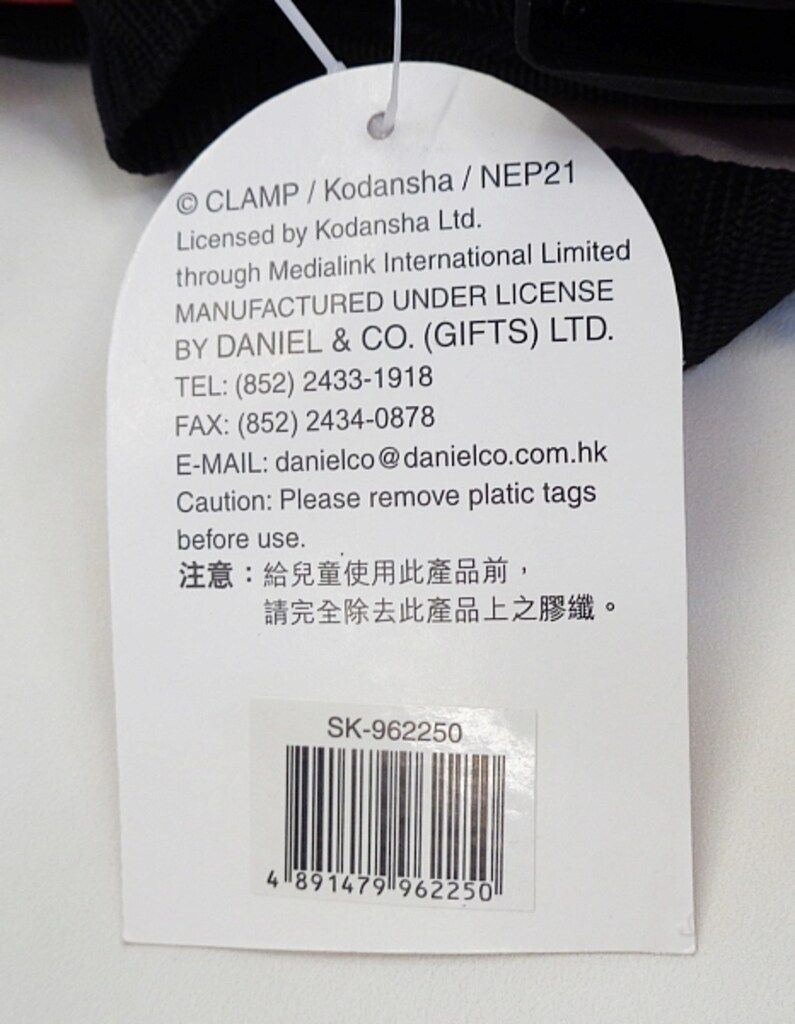 © CLAMP / Kodansha / NEP21
Licensed by Kodansha Ltd.
through Medialink International Limited
MANUFACTURED UNDER LICENSE
BY DANIEL & CO. (GIFTS) LTD.
TEL: (852) 2433-1918
FAX: (852) 2434-0878
E-MAIL: danielco@danielco.com.hk
Caution: Please remove platic tags
before use.
注意：給兒童使用此產品前，
請完全除去此產品上之膠纖。
SK-962250
4 891479 962250